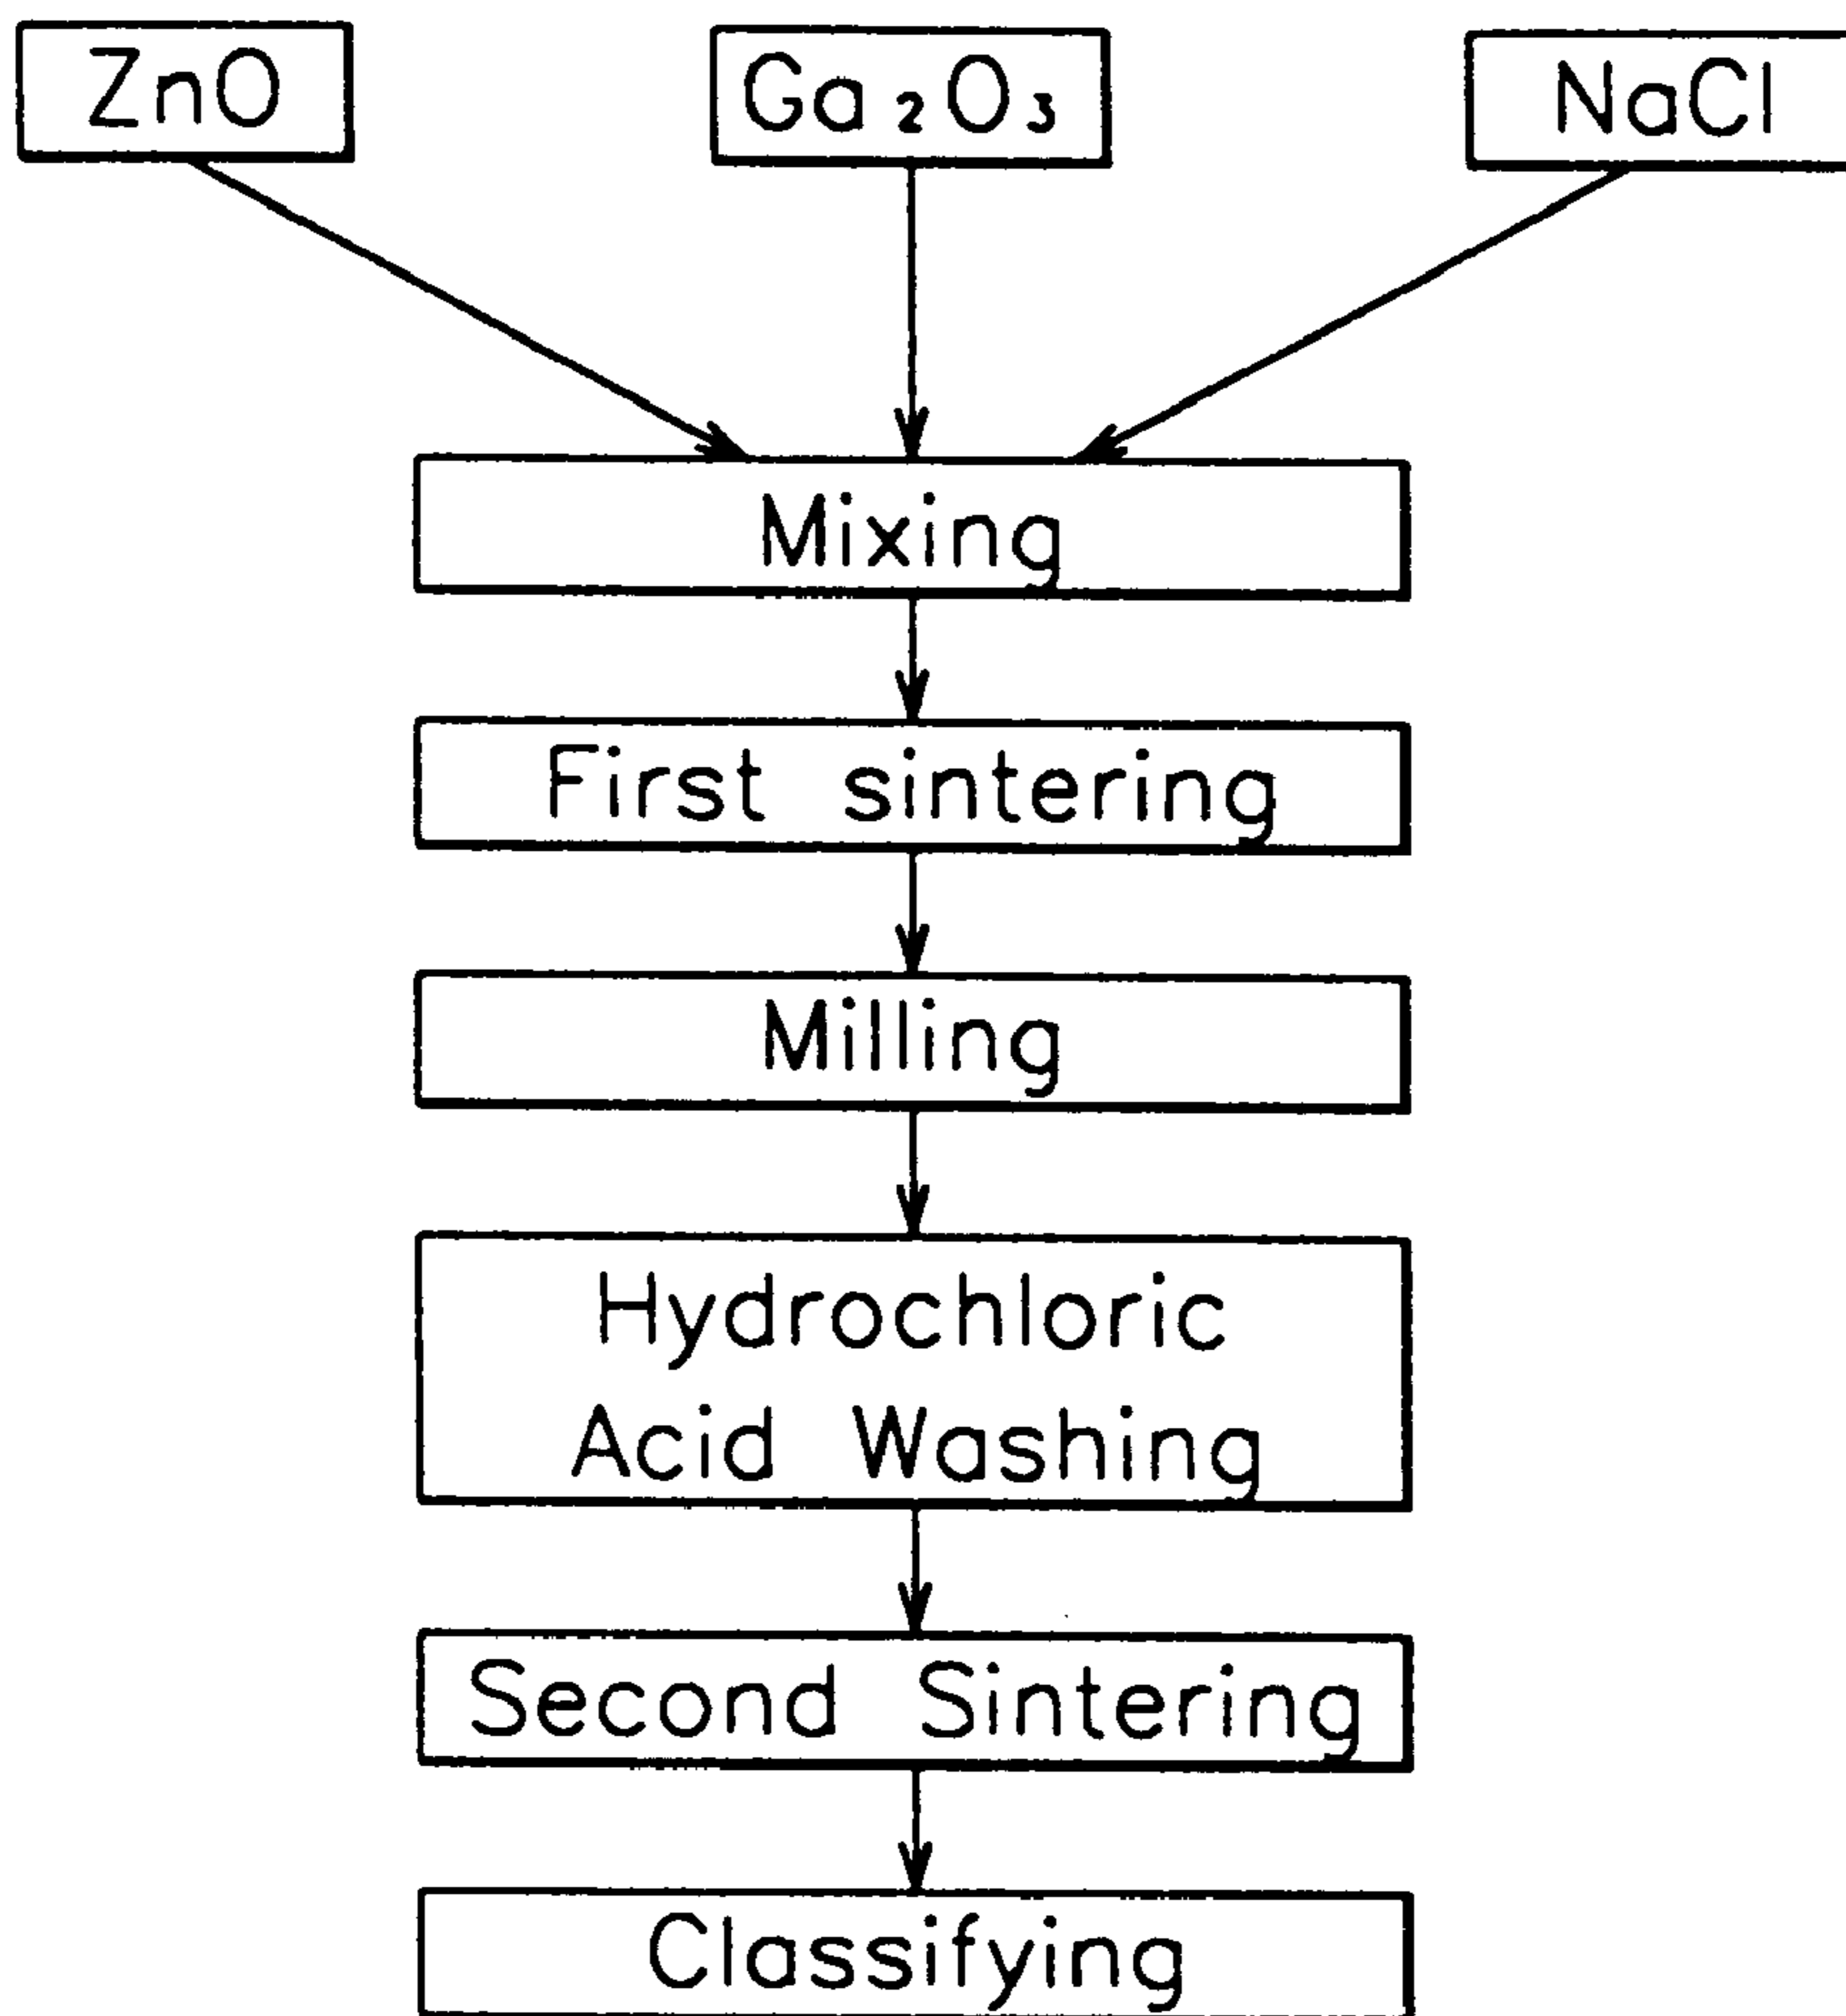 ZnO
Ga₂O₃
NaCl
Mixing
First sintering
Milling
Hydrochloric
Acid Washing
Second Sintering
Classifying